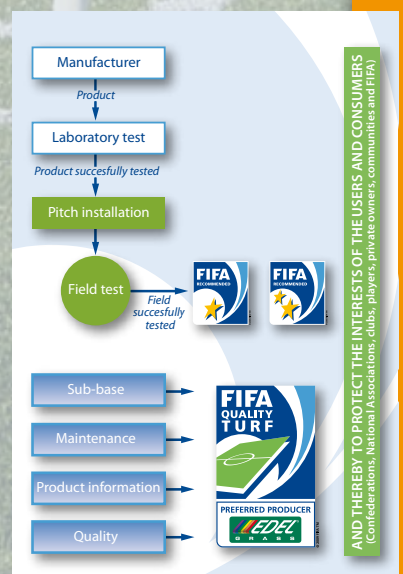 Manufacturer
Product
Laboratory test
Product succesfully tested
Pitch installation
Field test
Field
succesfully
tested
FIFA
RECOMMENDED
FIFA
RECOMMENDED
Sub-base
Maintenance
Product information
Quality
FIFA
QUALITY
TURF
PREFERRED PRODUCER
EDEL
GRASS
AND THEREBY TO PROTECT THE INTERESTS OF THE USERS AND CONSUMERS
(Confederations, National Associations, clubs, players, private owners, communities and FIFA)